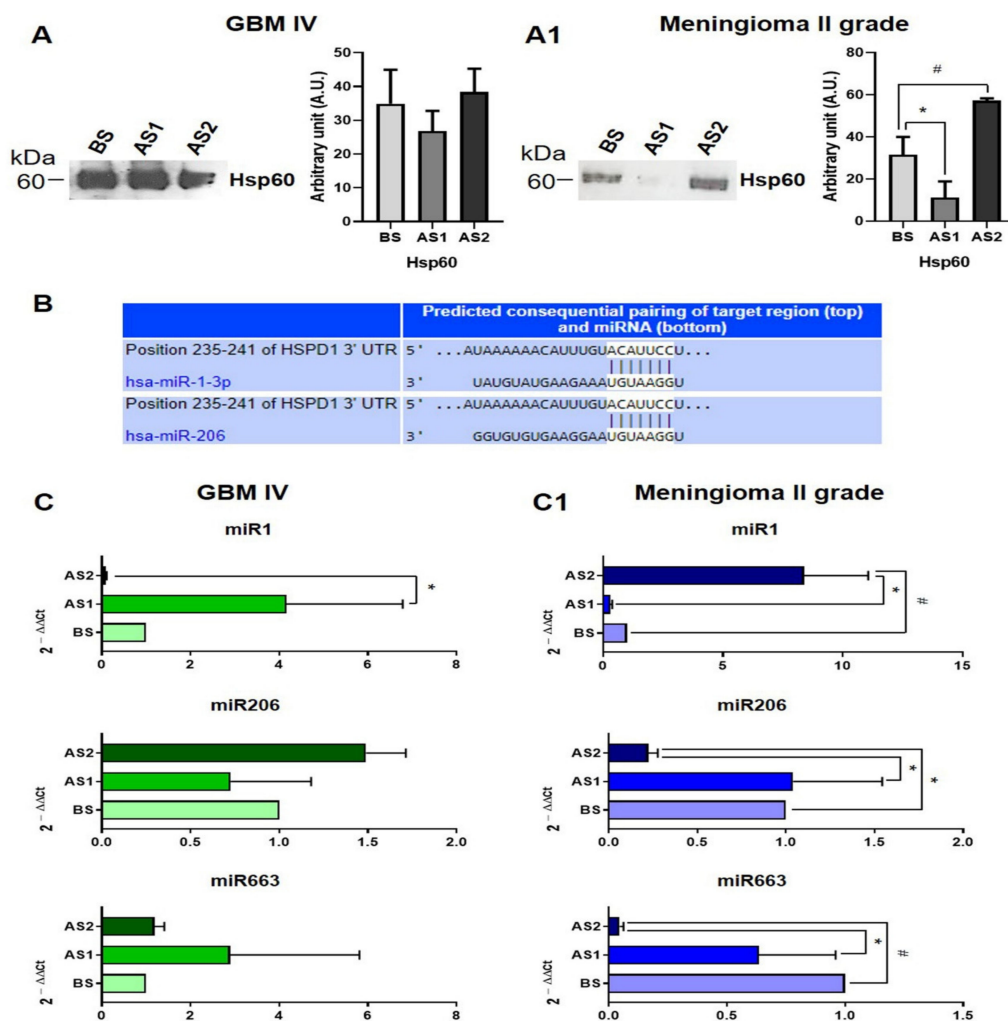 A
GBM IV
BS AS1 AS2
kDa
60
Hsp60
Arbitrary unit (A.U.)
50
40
30
20
10
0
BS AS1 AS2
Hsp60
A1
Meningioma II grade
BS AS1 AS2
kDa
60
Hsp60
Arbitrary unit (A.U.)
80
60
40
20
0
#
*
BS AS1 AS2
Hsp60
B
Predicted consequential pairing of target region (top)
and miRNA (bottom)
Position 235-241 of HSPD1 3' UTR 5' ...AUAAAAAACAUUUGUACAUUCCU...
hsa-miR-1-3p 3' UAUGUAUGAAGAAAUGUAAGGU
Position 235-241 of HSPD1 3' UTR 5' ...AUAAAAAACAUUUGUACAUUCCU...
hsa-miR-206 3' GGUGUGUGAAGGAAUGUAAGGU
C
GBM IV
miR1
2 – ΔΔCt
AS2
AS1
BS
*
0 2 4 6 8
miR206
2 – ΔΔCt
AS2
AS1
BS
0.0 0.5 1.0 1.5 2.0
miR663
2 – ΔΔCt
AS2
AS1
BS
0 2 4 6 8
C1
Meningioma II grade
miR1
2 – ΔΔCt
AS2
AS1
BS
* #
0 5 10 15
miR206
2 – ΔΔCt
AS2
AS1
BS
* *
0.0 0.5 1.0 1.5 2.0
miR663
2 – ΔΔCt
AS2
AS1
BS
* #
0.0 0.5 1.0 1.5